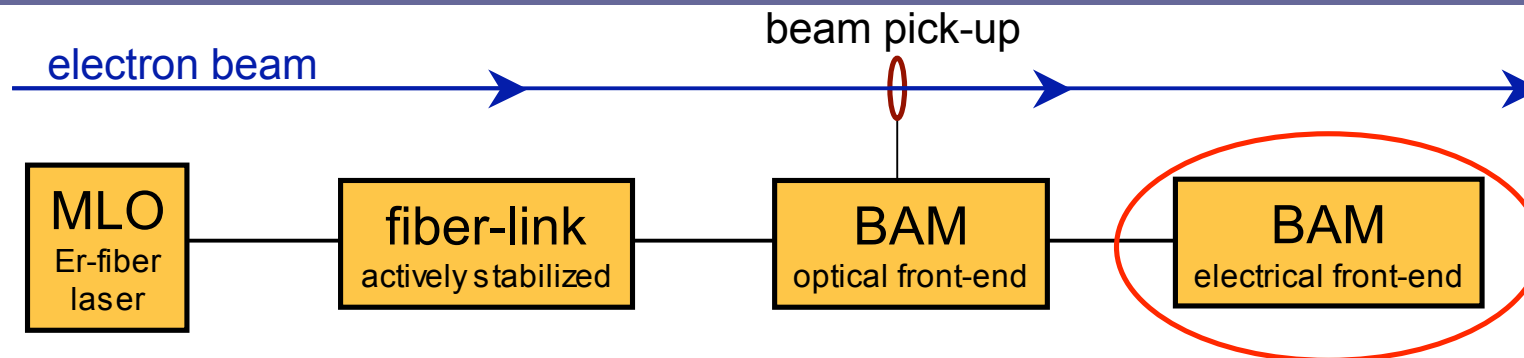 beam pick-up
electron beam
MLO
Er-fiber
laser
fiber-link
actively stabilized
BAM
optical front-end
BAM
electrical front-end